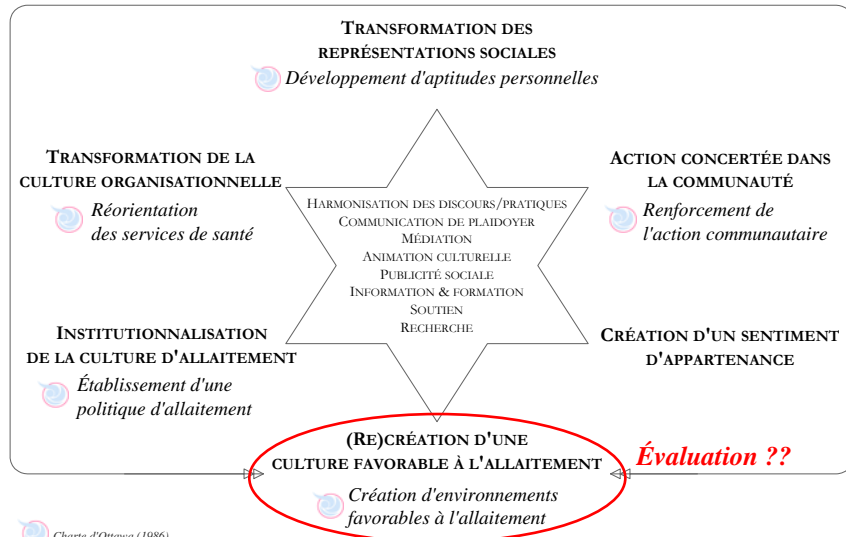 TRANSFORMATION DES
REPRÉSENTATIONS SOCIALES
Développement d'aptitudes personnelles
TRANSFORMATION DE LA
CULTURE ORGANISATIONNELLE
Réorientation
des services de santé
ACTION CONCERTÉE DANS
LA COMMUNAUTÉ
Renforcement de
l'action communautaire
HARMONISATION DES DISCOURS/PRATIQUES
COMMUNICATION DE PLAIDOYER
MÉDIATION
ANIMATION CULTURELLE
PUBLICITÉ SOCIALE
INFORMATION & FORMATION
SOUTIEN
RECHERCHE
INSTITUTIONNALISATION
DE LA CULTURE D'ALLAITEMENT
Établissement d'une
politique d'allaitement
CRÉATION D'UN SENTIMENT
D'APPARTENANCE
(RE)CRÉATION D'UNE
CULTURE FAVORABLE À L'ALLAITEMENT
Évaluation ??
Création d'environnements
favorables à l'allaitement
Charte d'Ottawa (1986)